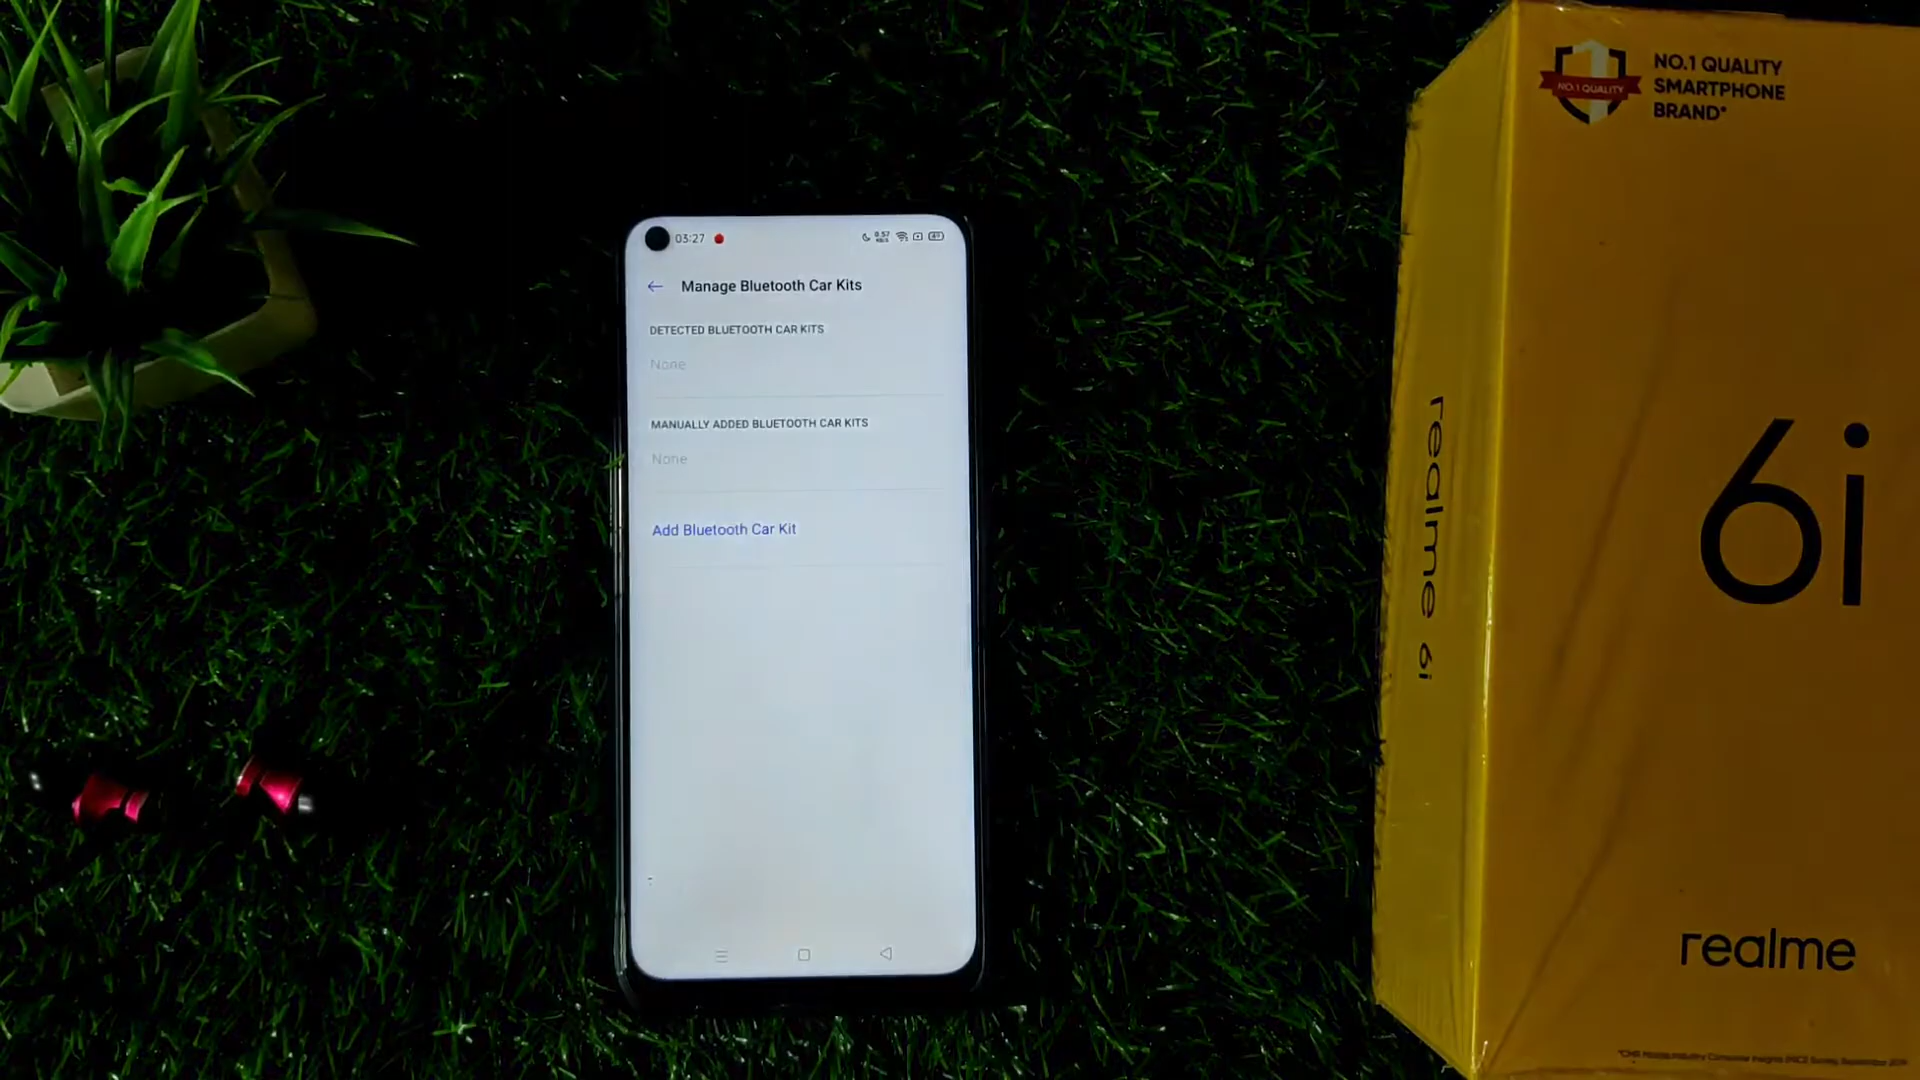 03:27
Manage Bluetooth Car Kits
DETECTED BLUETOOTH CAR KITS
None
MANUALLY ADDED BLUETOOTH CAR KITS
None
Add Bluetooth Car Kit
NO.1 QUALITY
NO.1 QUALITY
SMARTPHONE
BRAND*
realme 6i
6i
realme